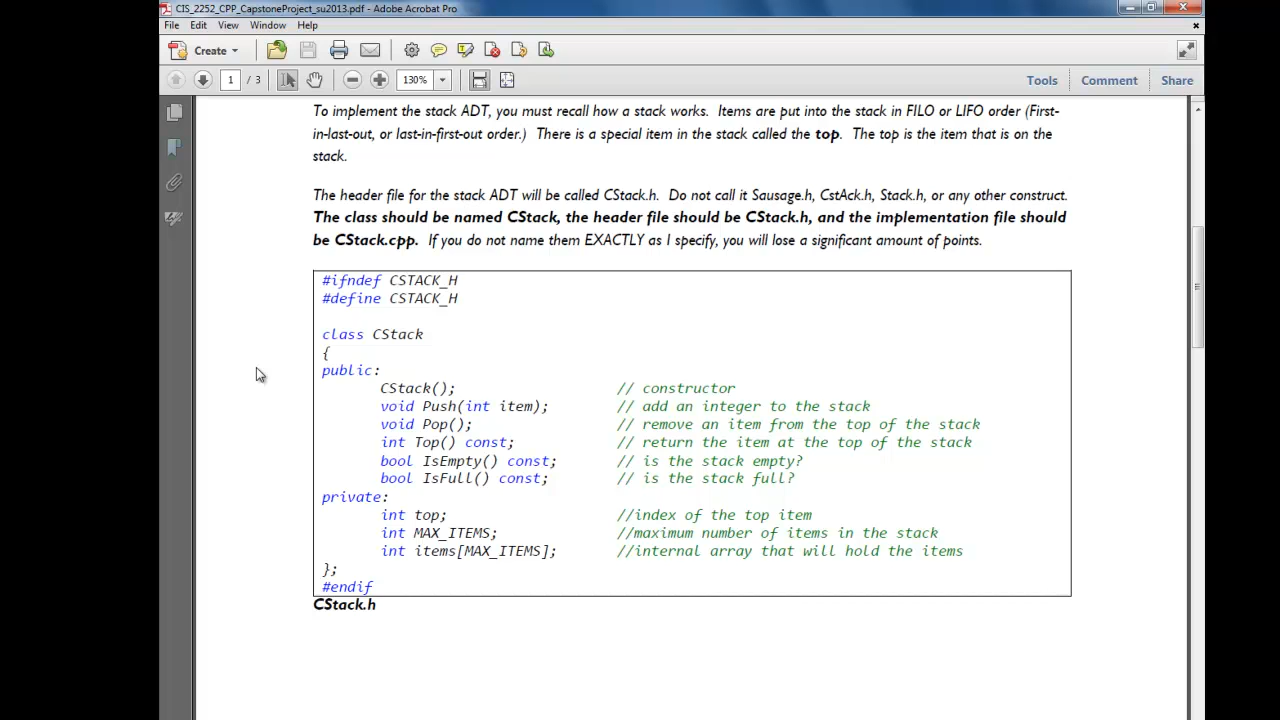 CIS_2252_CPP_CapstoneProject_su2013.pdf - Adobe Acrobat Pro
File Edit View Window Help
Create
1 / 3 130% Tools Comment Share
To implement the stack ADT, you must recall how a stack works. Items are put into the stack in FILO or LIFO order (First-
in-last-out, or last-in-first-out order.) There is a special item in the stack called the top. The top is the item that is on the
stack.
The header file for the stack ADT will be called CStack.h. Do not call it Sausage.h, CstAck.h, Stack.h, or any other construct.
The class should be named CStack, the header file should be CStack.h, and the implementation file should
be CStack.cpp. If you do not name them EXACTLY as I specify, you will lose a significant amount of points.
#ifndef CSTACK_H
#define CSTACK_H
class CStack
{
public:
CStack(); // constructor
void Push(int item); // add an integer to the stack
void Pop(); // remove an item from the top of the stack
int Top() const; // return the item at the top of the stack
bool IsEmpty() const; // is the stack empty?
bool IsFull() const; // is the stack full?
private:
int top; //index of the top item
int MAX_ITEMS; //maximum number of items in the stack
int items[MAX_ITEMS]; //internal array that will hold the items
};
#endif
CStack.h